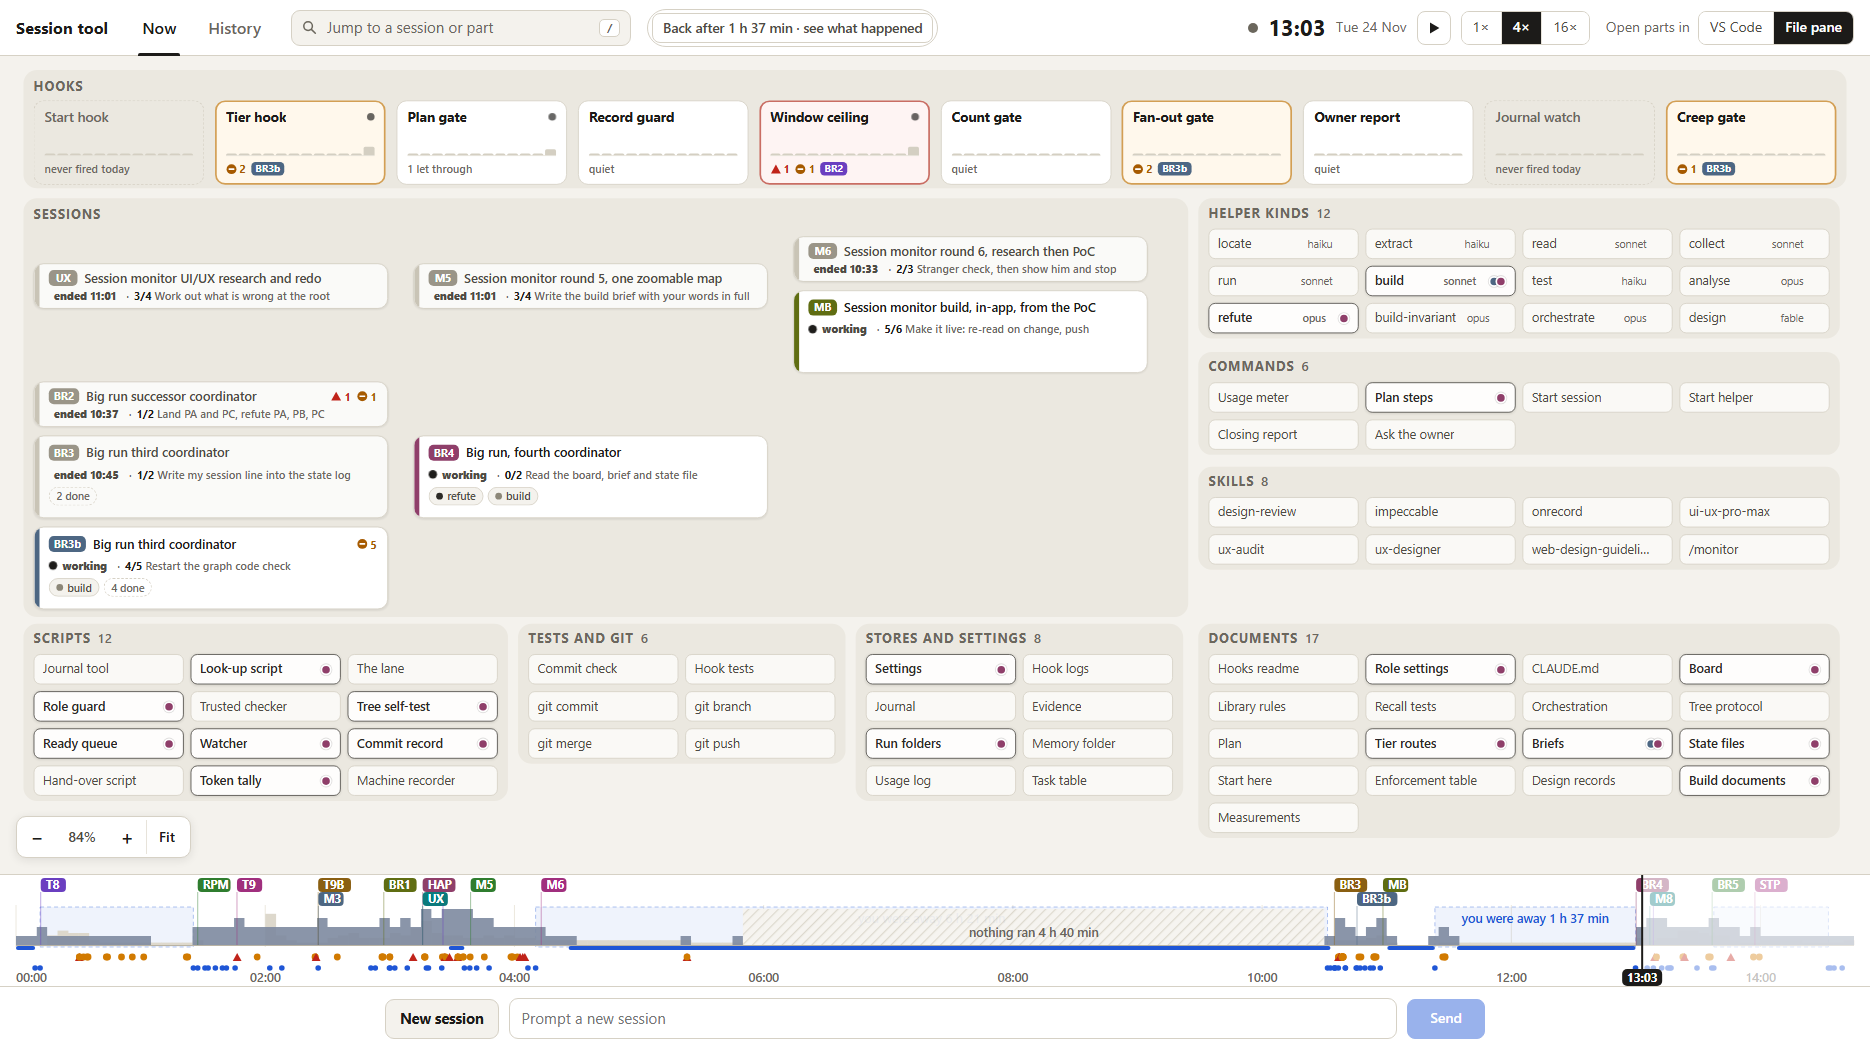 Session tool Now History Jump to a session or part / Back after 1 h 37 min · see what happened 13:03 Tue 24 Nov 1× 4× 16× Open parts in VS Code File pane
HOOKS
Start hook Tier hook Plan gate Record guard Window ceiling Count gate Fan-out gate Owner report Journal watch Creep gate
never fired today 2 BR3b 1 let through quiet 1 1 BR2 quiet 2 BR3b quiet never fired today 1 BR3b
SESSIONS
UX Session monitor UI/UX research and redo
ended 11:01 · 3/4 Work out what is wrong at the root
M5 Session monitor round 5, one zoomable map
ended 11:01 · 3/4 Write the build brief with your words in full
M6 Session monitor round 6, research then PoC
ended 10:33 · 2/3 Stranger check, then show him and stop
MB Session monitor build, in-app, from the PoC
working · 5/6 Make it live: re-read on change, push
BR2 Big run successor coordinator 1 1
ended 10:37 · 1/2 Land PA and PC, refute PA, PB, PC
BR3 Big run third coordinator
ended 10:45 · 1/2 Write my session line into the state log
2 done
BR4 Big run, fourth coordinator
working · 0/2 Read the board, brief and state file
refute build
BR3b Big run third coordinator 5
working · 4/5 Restart the graph code check
build 4 done
HELPER KINDS 12
locate haiku extract haiku read sonnet collect sonnet
run sonnet build sonnet test haiku analyse opus
refute opus build-invariant opus orchestrate opus design fable
COMMANDS 6
Usage meter Plan steps Start session Start helper
Closing report Ask the owner
SKILLS 8
design-review impeccable onrecord ui-ux-pro-max
ux-audit ux-designer web-design-guideli... /monitor
SCRIPTS 12
Journal tool Look-up script The lane
Role guard Trusted checker Tree self-test
Ready queue Watcher Commit record
Hand-over script Token tally Machine recorder
TESTS AND GIT 6
Commit check Hook tests
git commit git branch
git merge git push
STORES AND SETTINGS 8
Settings Hook logs
Journal Evidence
Run folders Memory folder
Usage log Task table
DOCUMENTS 17
Hooks readme Role settings CLAUDE.md Board
Library rules Recall tests Orchestration Tree protocol
Plan Tier routes Briefs State files
Start here Enforcement table Design records Build documents
Measurements
− 84% + Fit
T8 RPM T9 T9B BR1 HAP M5 M6 BR3 MB BR4 BR5 STP
M3 UX BR3b M8
you were away 1 h 37 min
nothing ran 4 h 40 min
00:00 02:00 04:00 06:00 08:00 10:00 12:00 13:03 14:00
New session Prompt a new session Send